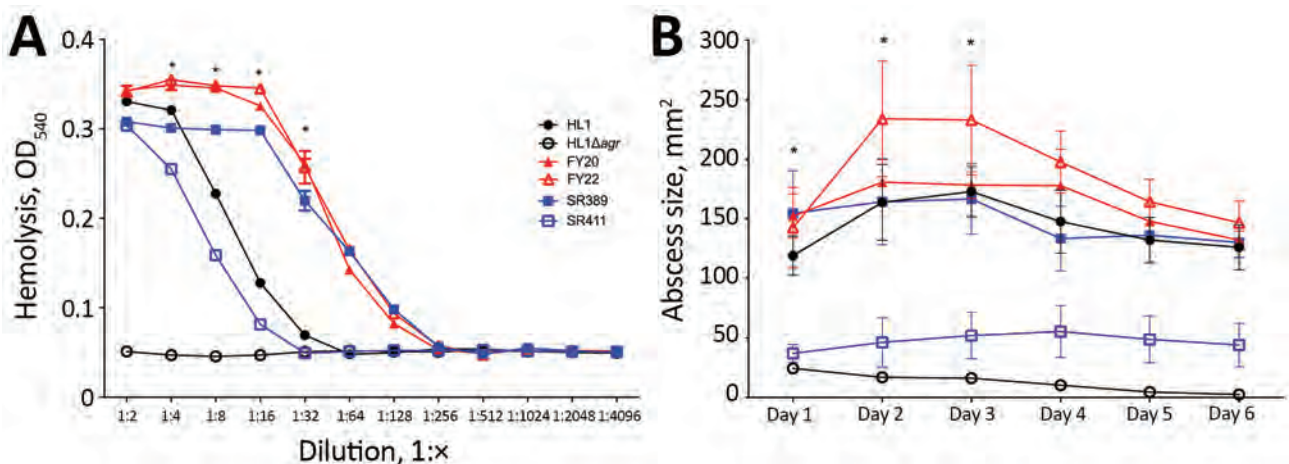 A
0.4
0.3
0.2
0.1
0
Hemolysis, OD540
* * * *
HL1
HL1Δagr
FY20
FY22
SR389
SR411
1:2 1:4 1:8 1:16 1:32 1:64 1:128 1:256 1:512 1:1024 1:2048 1:4096
Dilution, 1:×
B
300
250
200
150
100
50
0
Abscess size, mm2
* * *
Day 1 Day 2 Day 3 Day 4 Day 5 Day 6